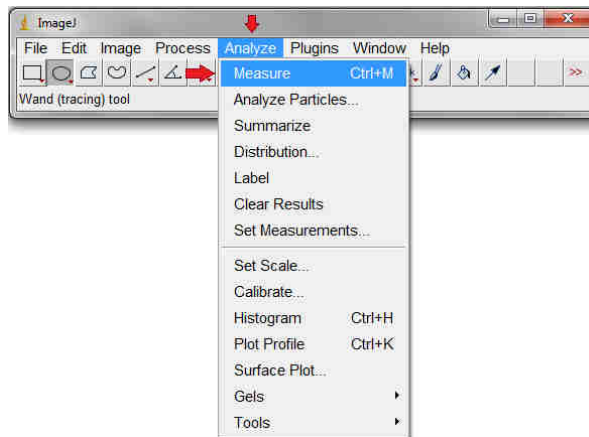 ImageJ
File Edit Image Process Analyze Plugins Window Help
>>
Wand (tracing) tool
Measure Ctrl+M
Analyze Particles...
Summarize
Distribution...
Label
Clear Results
Set Measurements...
Set Scale...
Calibrate...
Histogram Ctrl+H
Plot Profile Ctrl+K
Surface Plot...
Gels
Tools